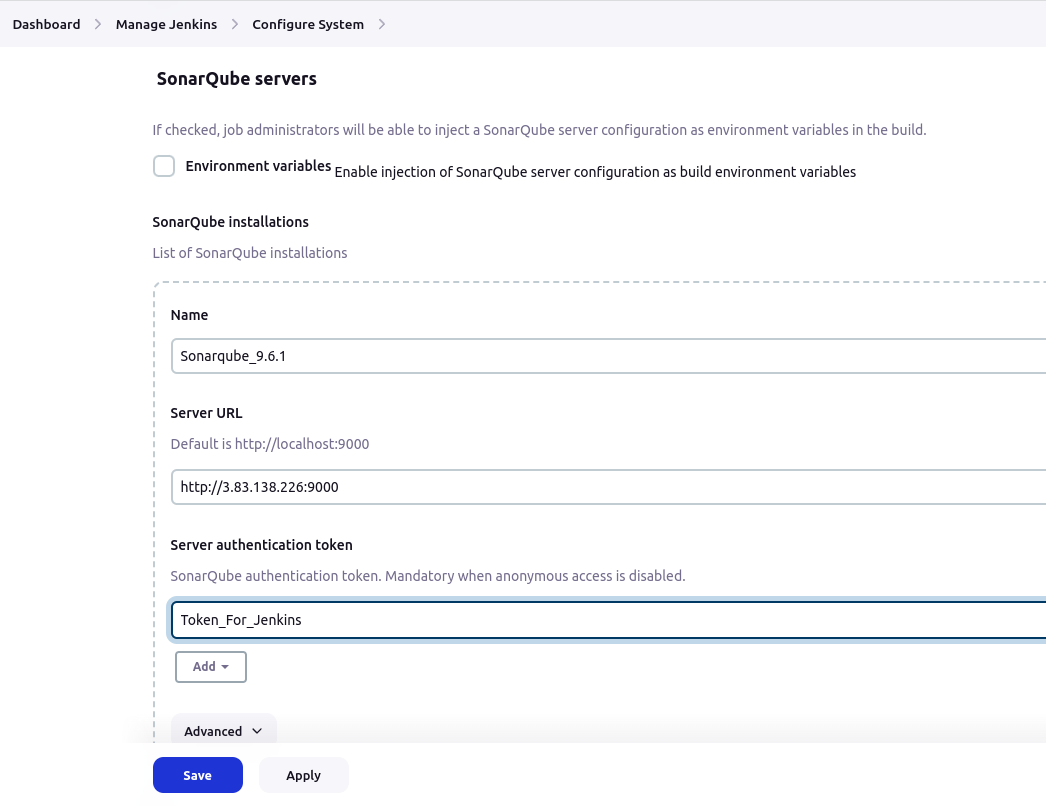 Dashboard > Manage Jenkins > Configure System >
SonarQube servers
If checked, job administrators will be able to inject a SonarQube server configuration as environment variables in the build.
Environment variables Enable injection of SonarQube server configuration as build environment variables
SonarQube installations
List of SonarQube installations
Name
Sonarqube_9.6.1
Server URL
Default is http://localhost:9000
http://3.83.138.226:9000
Server authentication token
SonarQube authentication token. Mandatory when anonymous access is disabled.
Token_For_Jenkins
Add
Advanced
Save Apply